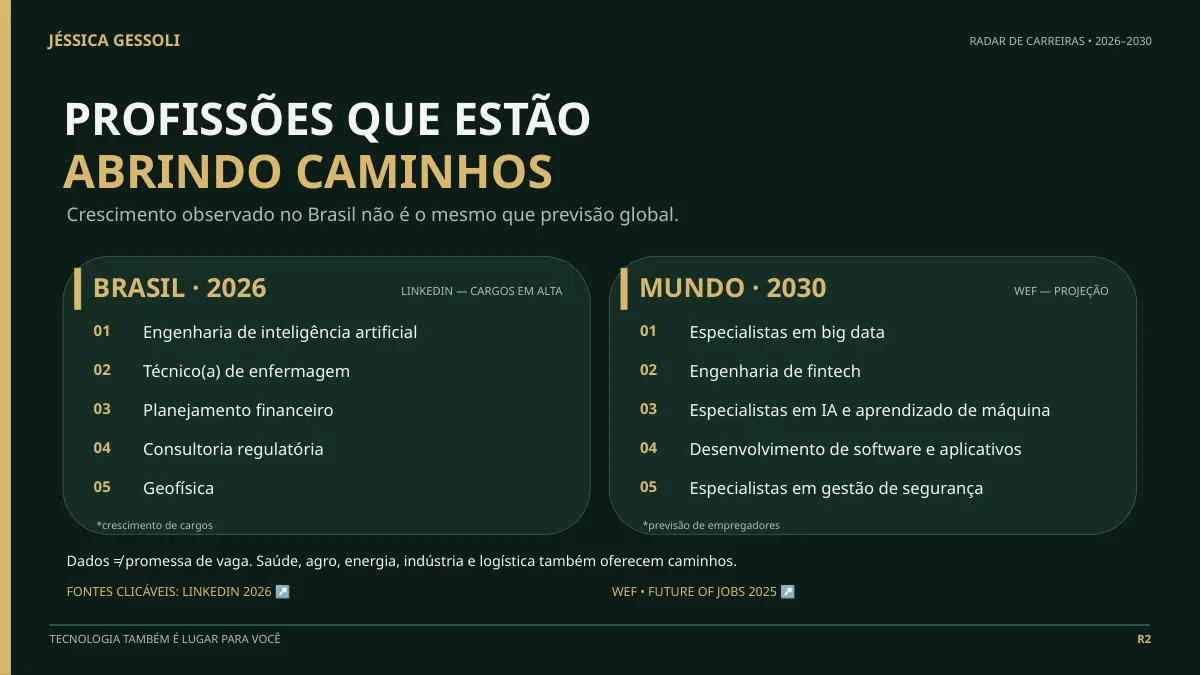 JÉSSICA GESSOLI
RADAR DE CARREIRAS • 2026–2030
PROFISSÕES QUE ESTÃO
ABRINDO CAMINHOS
Crescimento observado no Brasil não é o mesmo que previsão global.
BRASIL · 2026
LINKEDIN — CARGOS EM ALTA
01 Engenharia de inteligência artificial
02 Técnico(a) de enfermagem
03 Planejamento financeiro
04 Consultoria regulatória
05 Geofísica
*crescimento de cargos
MUNDO · 2030
WEF — PROJEÇÃO
01 Especialistas em big data
02 Engenharia de fintech
03 Especialistas em IA e aprendizado de máquina
04 Desenvolvimento de software e aplicativos
05 Especialistas em gestão de segurança
*previsão de empregadores
Dados ≠ promessa de vaga. Saúde, agro, energia, indústria e logística também oferecem caminhos.
FONTES CLICÁVEIS: LINKEDIN 2026 ↗️
WEF • FUTURE OF JOBS 2025 ↗️
TECNOLOGIA TAMBÉM É LUGAR PARA VOCÊ
R2